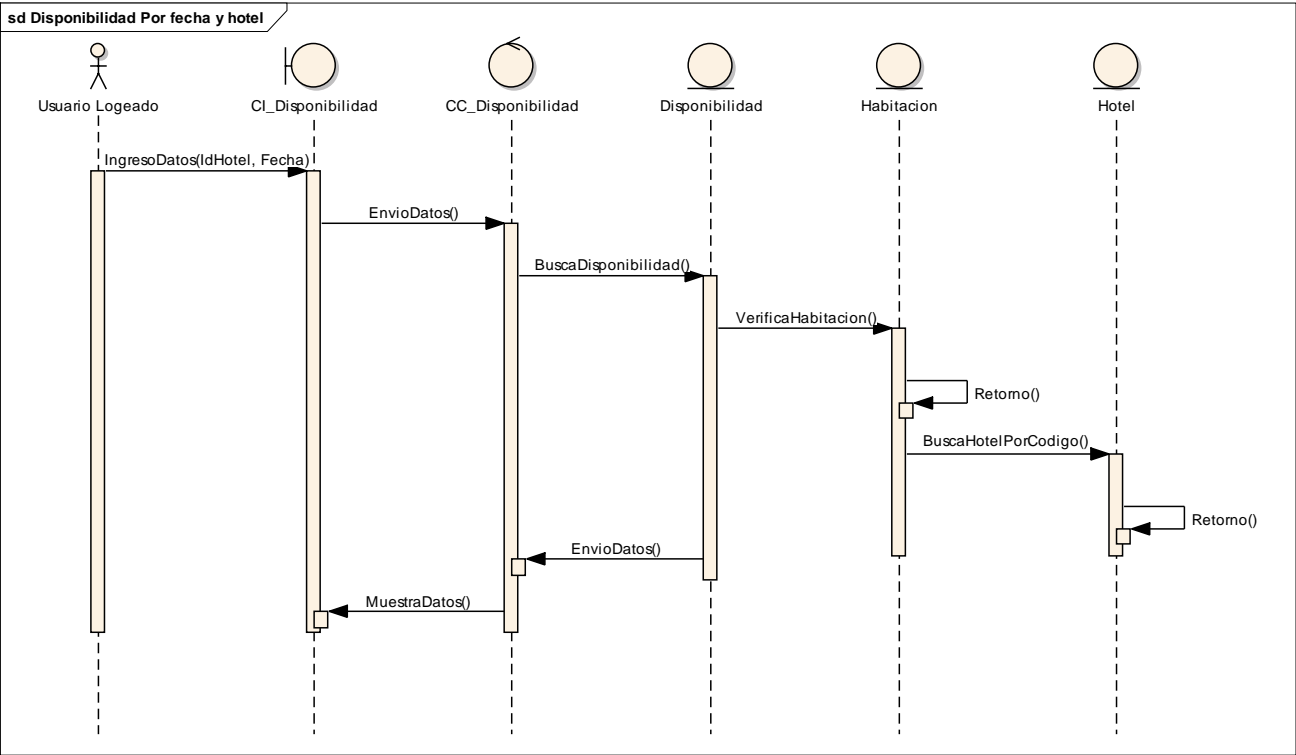 sd Disponibilidad Por fecha y hotel
Usuario Logeado
CI_Disponibilidad
CC_Disponibilidad
Disponibilidad
Habitacion
Hotel
IngresoDatos(IdHotel, Fecha)
EnvioDatos()
BuscaDisponibilidad()
VerificaHabitacion()
Retorno()
BuscaHotelPorCodigo()
Retorno()
EnvioDatos()
MuestraDatos()